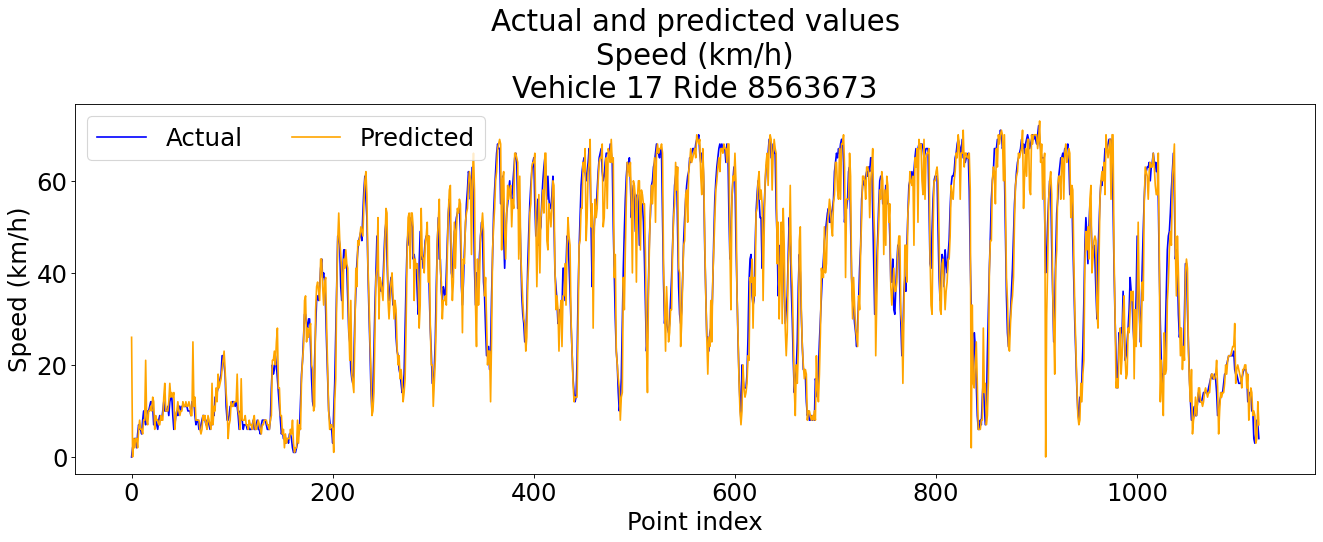 Actual and predicted values
Speed (km/h)
Vehicle 17 Ride 8563673
Actual Predicted
60
40
20
0
Speed (km/h)
0 200 400 600 800 1000
Point index